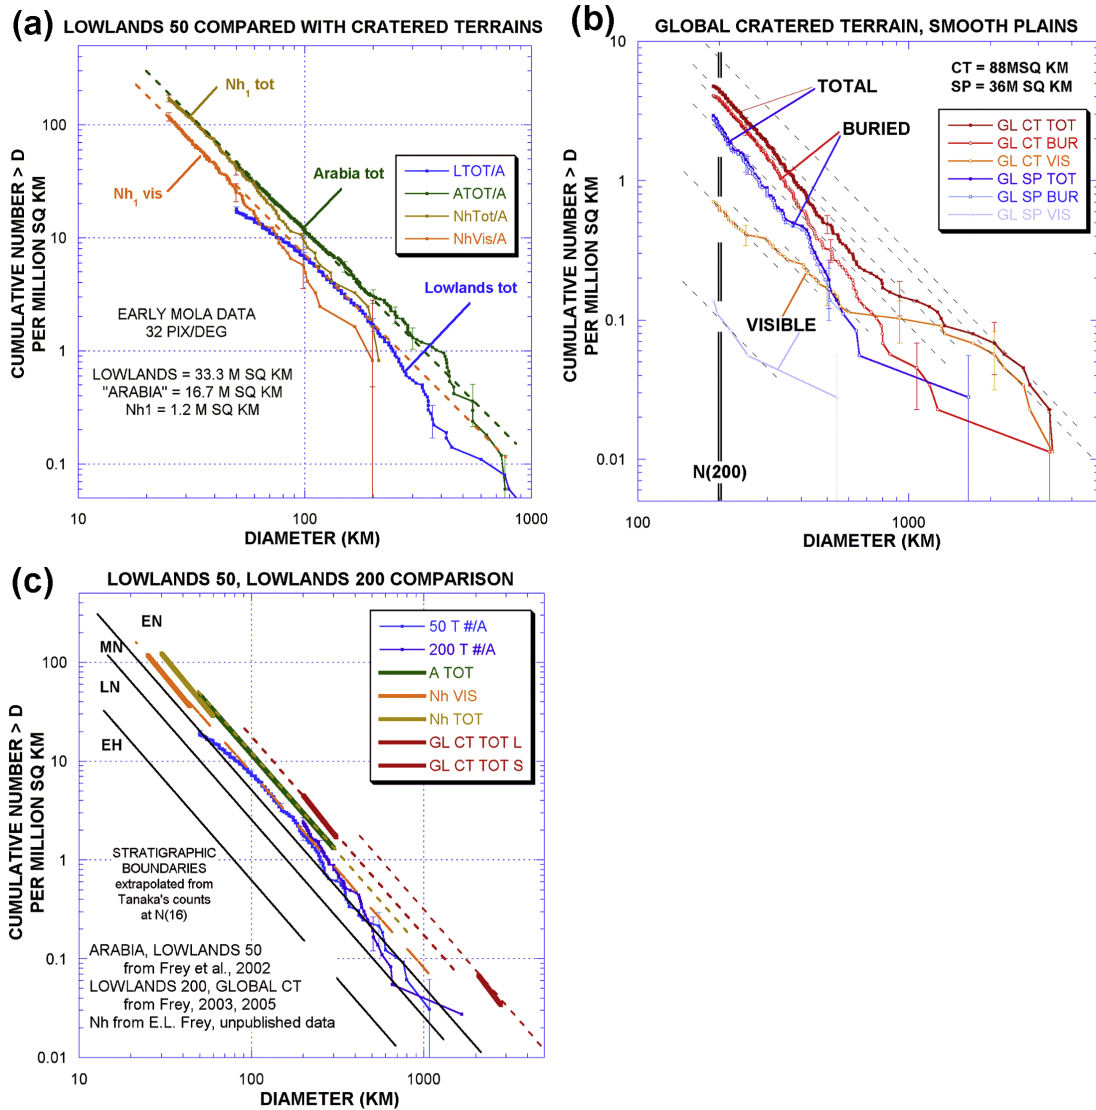 (a)
LOWLANDS 50 COMPARED WITH CRATERED TERRAINS
CUMULATIVE NUMBER > D
PER MILLION SQ KM
100
10
1
0.1
Nh1 tot
Nh1 vis
Arabia tot
Lowlands tot
LTOT/A
ATOT/A
NhTot/A
NhVis/A
EARLY MOLA DATA
32 PIX/DEG
LOWLANDS = 33.3 M SQ KM
"ARABIA" = 16.7 M SQ KM
Nh1 = 1.2 M SQ KM
10
100
1000
DIAMETER (KM)
(b)
GLOBAL CRATERED TERRAIN, SMOOTH PLAINS
CUMULATIVE NUMBER > D
PER MILLION SQ KM
10
1
0.1
0.01
CT = 88MSQ KM
SP = 36M SQ KM
TOTAL
BURIED
VISIBLE
N(200)
GL CT TOT
GL CT BUR
GL CT VIS
GL SP TOT
GL SP BUR
GL SP VIS
100
1000
DIAMETER (KM)
(c)
LOWLANDS 50, LOWLANDS 200 COMPARISON
CUMULATIVE NUMBER > D
PER MILLION SQ KM
100
10
1
0.1
0.01
EN
MN
LN
EH
50 T #/A
200 T #/A
A TOT
Nh VIS
Nh TOT
GL CT TOT L
GL CT TOT S
STRATIGRAPHIC
BOUNDARIES
extrapolated from
Tanaka's counts
at N(16)
ARABIA, LOWLANDS 50
from Frey et al., 2002
LOWLANDS 200, GLOBAL CT
from Frey, 2003, 2005
Nh from E.L. Frey, unpublished data
10
100
1000
DIAMETER (KM)